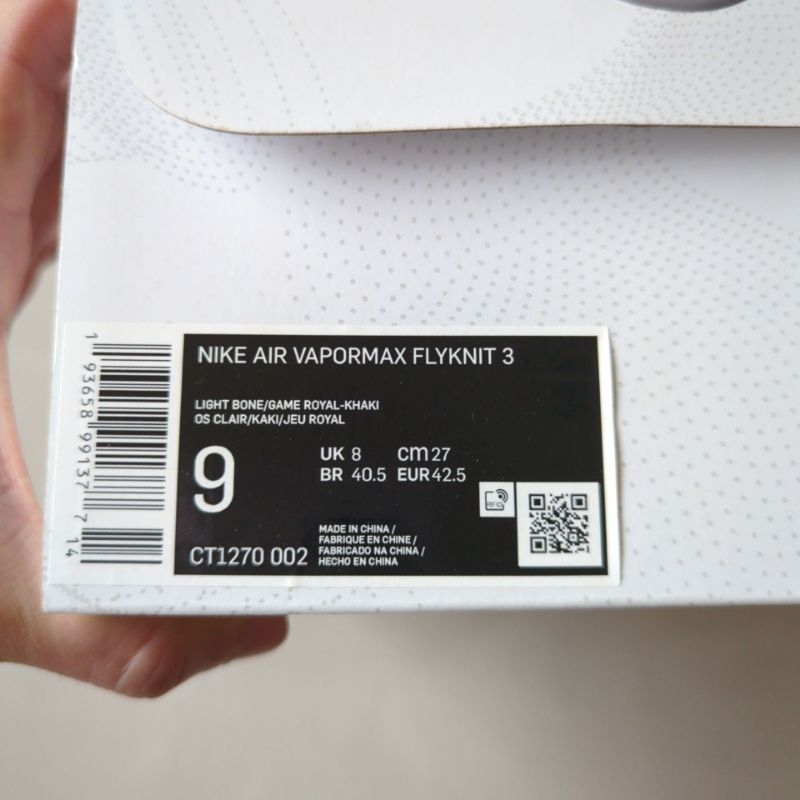 NIKE AIR VAPORMAX FLYKNIT 3
LIGHT BONE/GAME ROYAL-KHAKI
OS CLAIR/KAKI/JEU ROYAL
9
UK 8 cm 27
BR 40.5 EUR 42.5
RFID
MADE IN CHINA /
FABRIQUE EN CHINE /
FABRICADO NA CHINA /
HECHO EN CHINA
CT1270 002
1 93658 99137 7 14